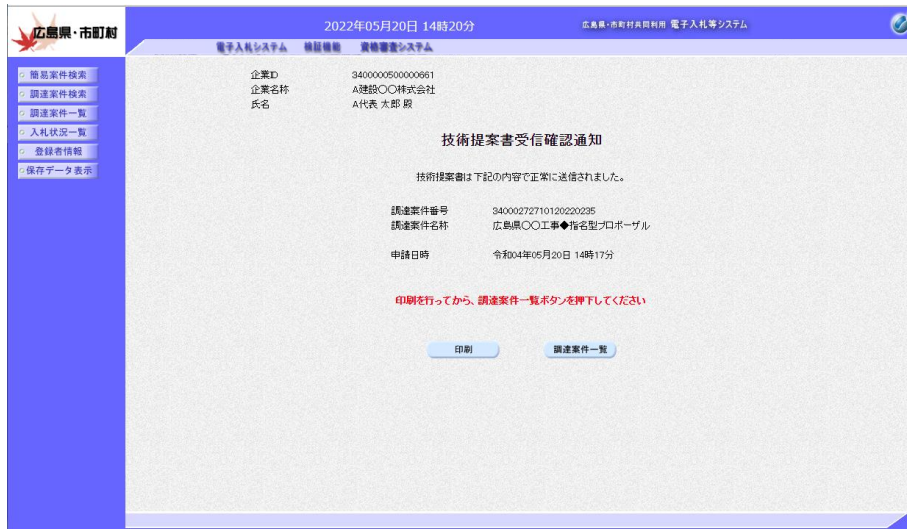 広島県・市町村
2022年05月20日 14時20分
広島県・市町村共同利用 電子入札等システム
電子入札システム 検証機能 資格審査システム
簡易案件検索
調達案件検索
調達案件一覧
入札状況一覧
登録者情報
保存データ表示
企業ID 3400000500000661
企業名称 A建設〇〇株式会社
氏名 A代表 太郎 殿
技術提案書受信確認通知
技術提案書は下記の内容で正常に送信されました。
調達案件番号 34000272710120220235
調達案件名称 広島県〇〇工事◆指名型プロポーザル
申請日時 令和04年05月20日 14時17分
印刷を行ってから、調達案件一覧ボタンを押下してください
印刷 調達案件一覧